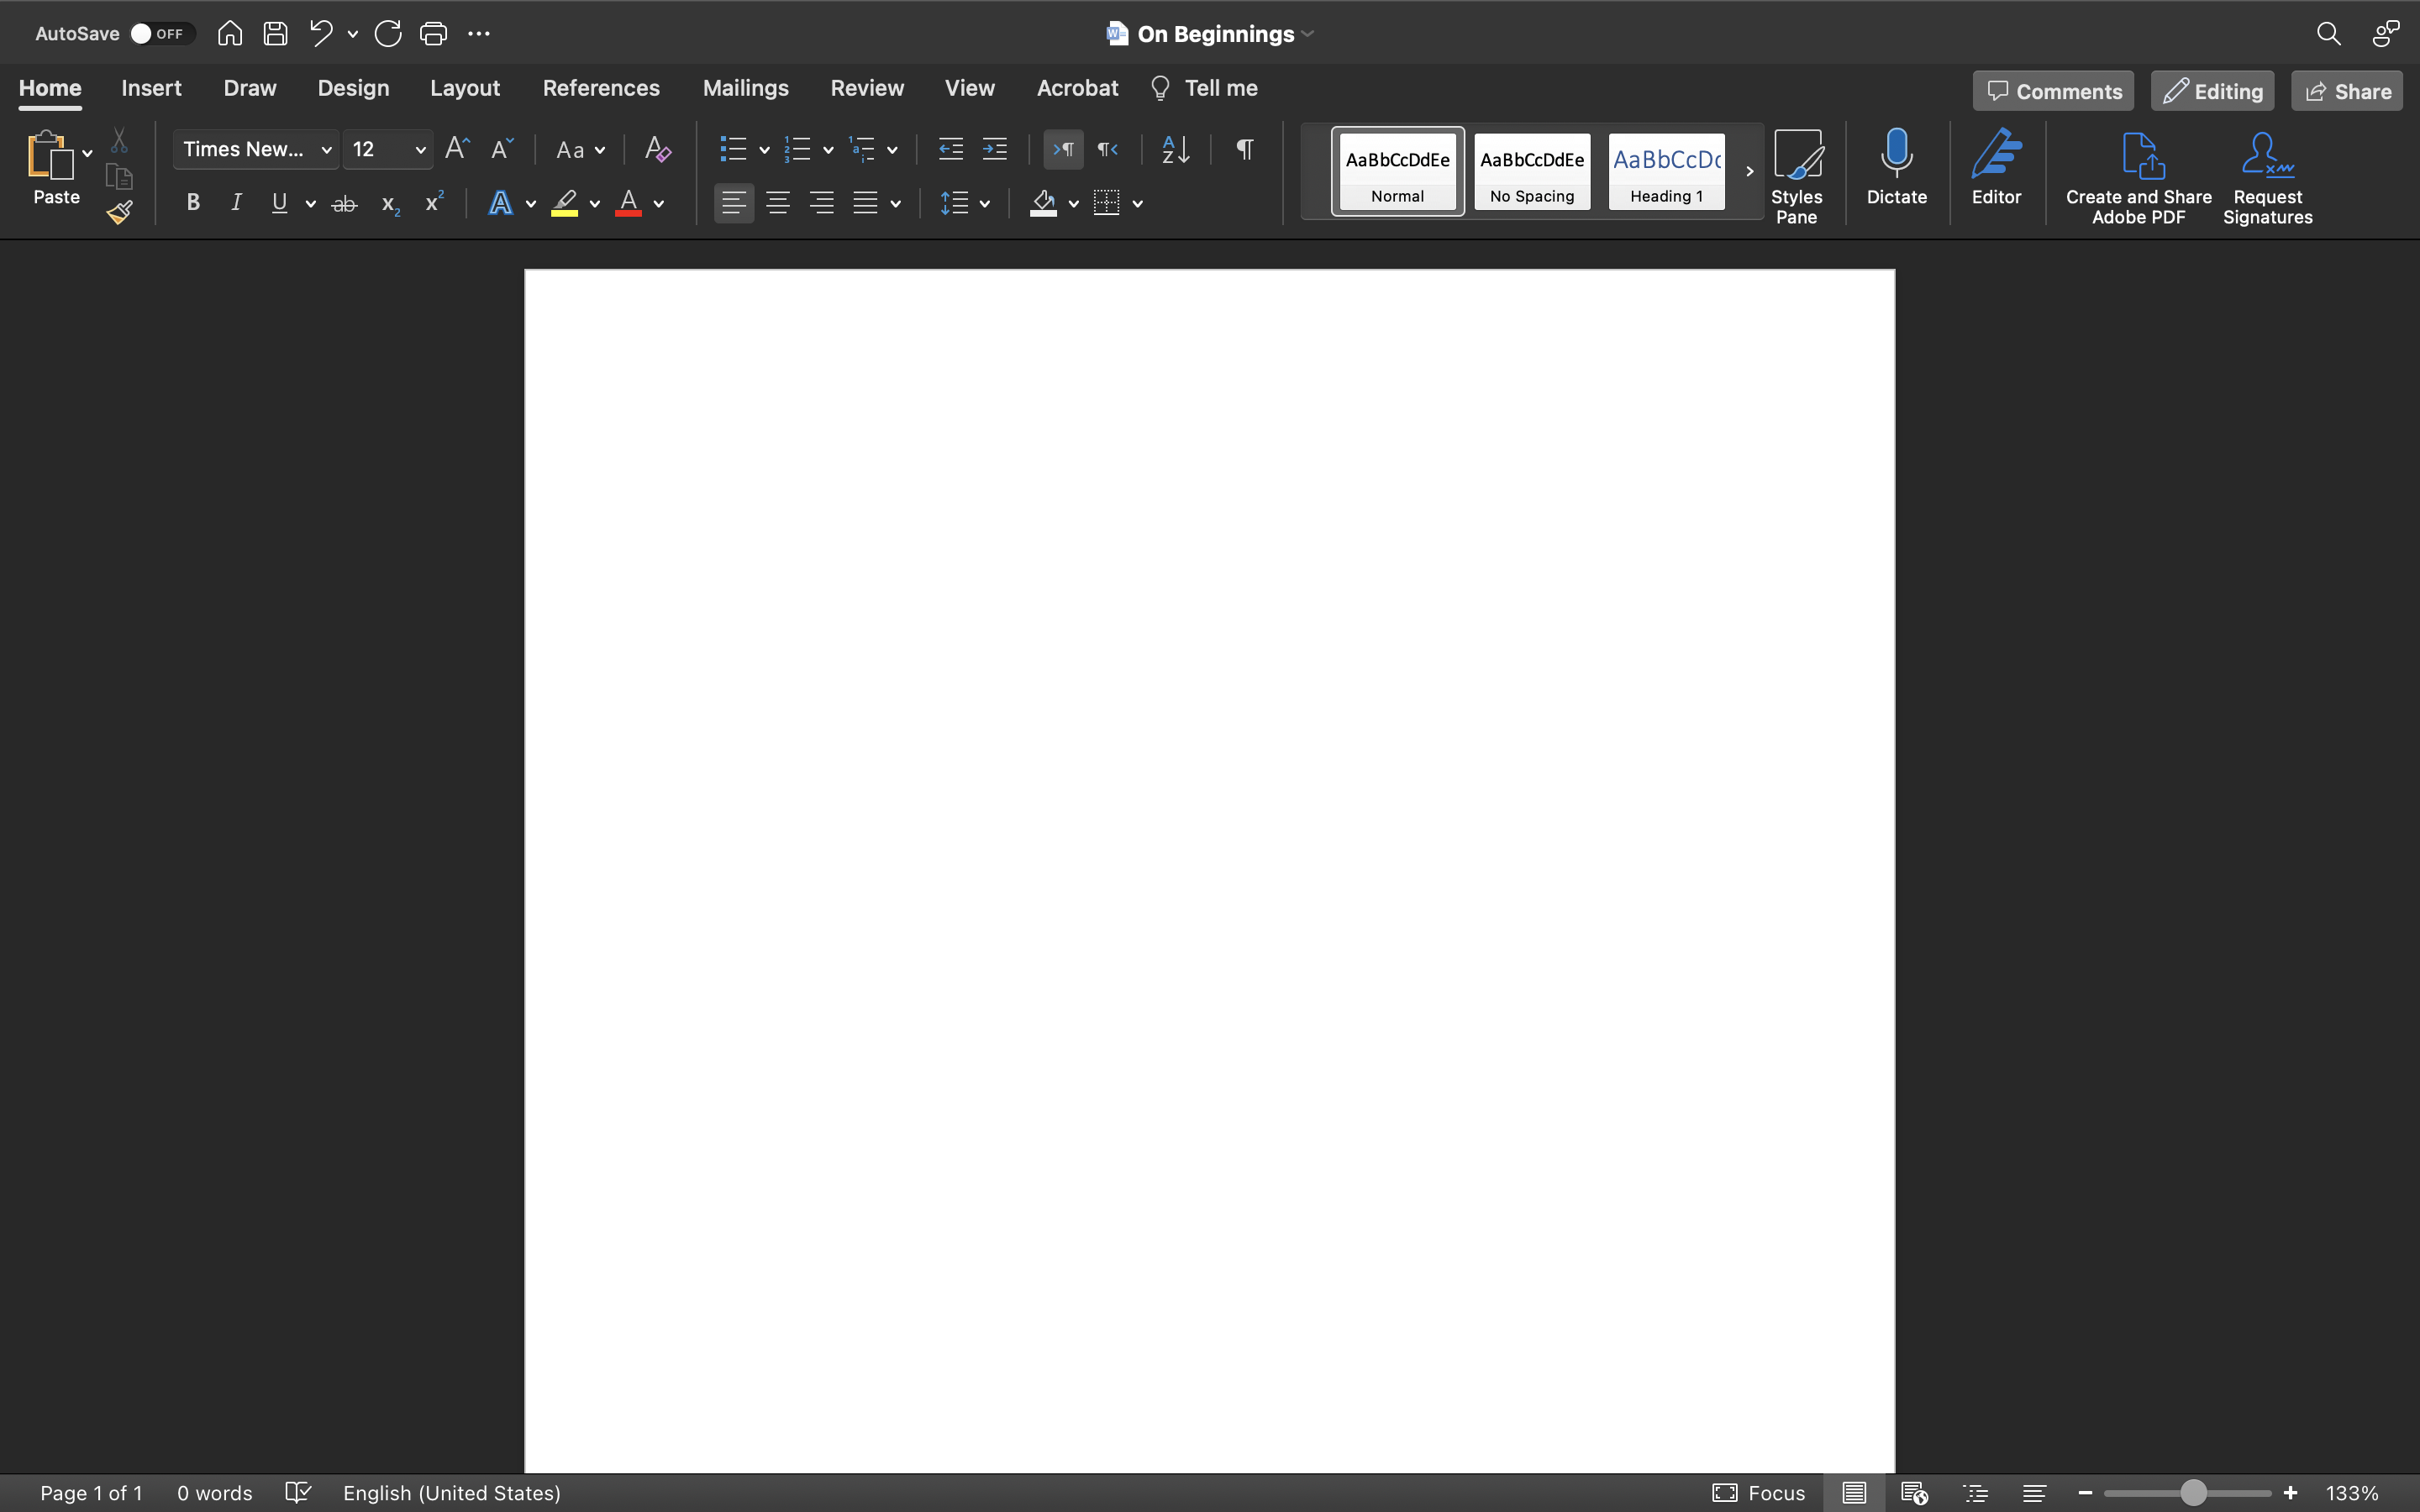 AutoSave OFF On Beginnings
Home Insert Draw Design Layout References Mailings Review View Acrobat Tell me Comments Editing Share
Paste
Times New... 12
Aa
AaBbCcDdEe AaBbCcDdEe AaBbCcDc
Normal No Spacing Heading 1
Styles
Pane
Dictate
Editor
Create and Share
Adobe PDF
Request
Signatures
Page 1 of 1 0 words English (United States) Focus 133%